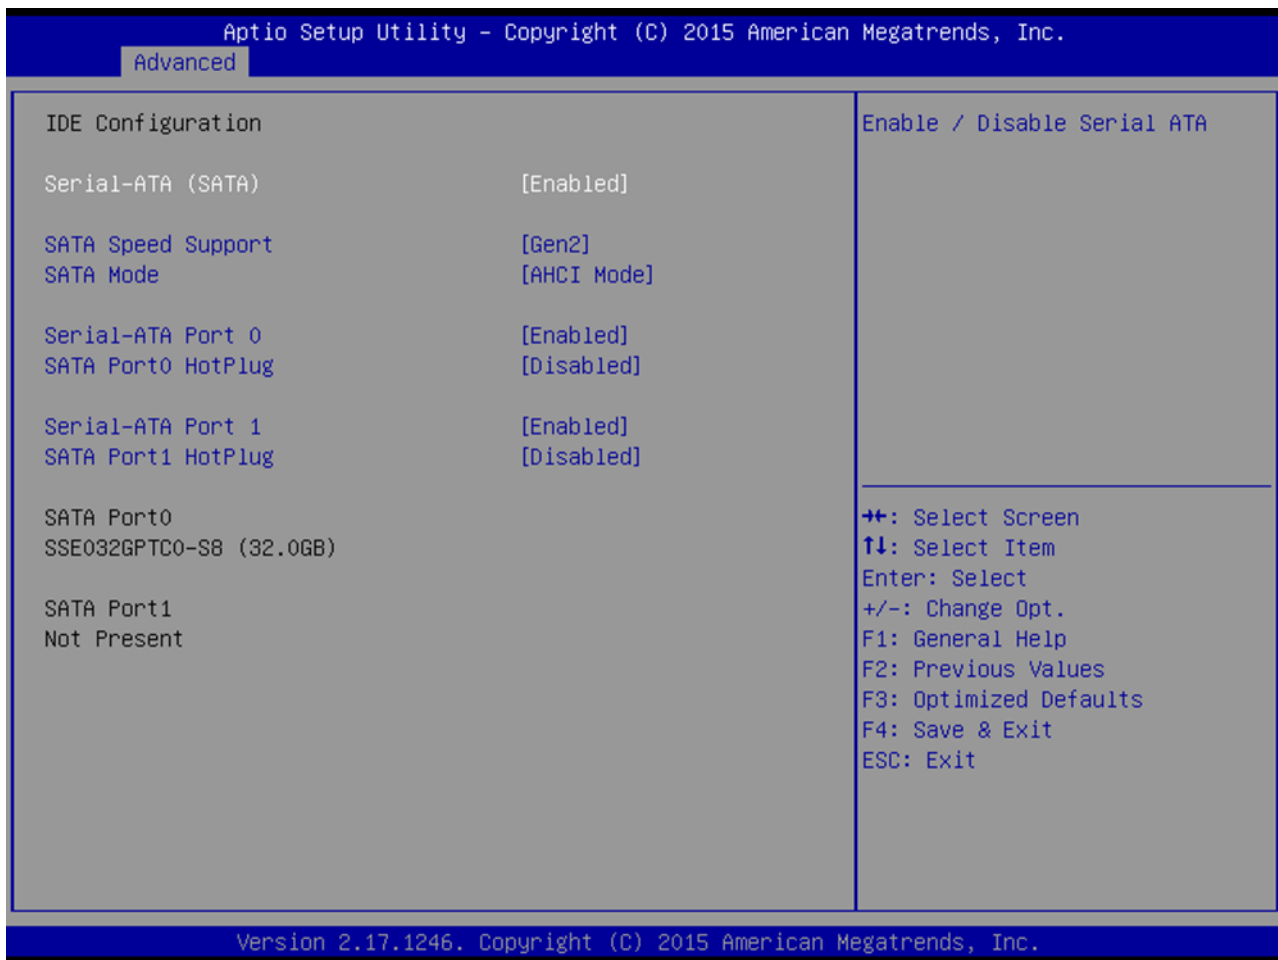 Aptio Setup Utility – Copyright (C) 2015 American Megatrends, Inc.
Advanced
IDE Configuration
Serial-ATA (SATA) [Enabled]
SATA Speed Support [Gen2]
SATA Mode [AHCI Mode]
Serial-ATA Port 0 [Enabled]
SATA Port0 HotPlug [Disabled]
Serial-ATA Port 1 [Enabled]
SATA Port1 HotPlug [Disabled]
SATA Port0
SSE032GPTC0-S8 (32.0GB)
SATA Port1
Not Present
Enable / Disable Serial ATA
→←: Select Screen
↑↓: Select Item
Enter: Select
+/-: Change Opt.
F1: General Help
F2: Previous Values
F3: Optimized Defaults
F4: Save & Exit
ESC: Exit
Version 2.17.1246. Copyright (C) 2015 American Megatrends, Inc.